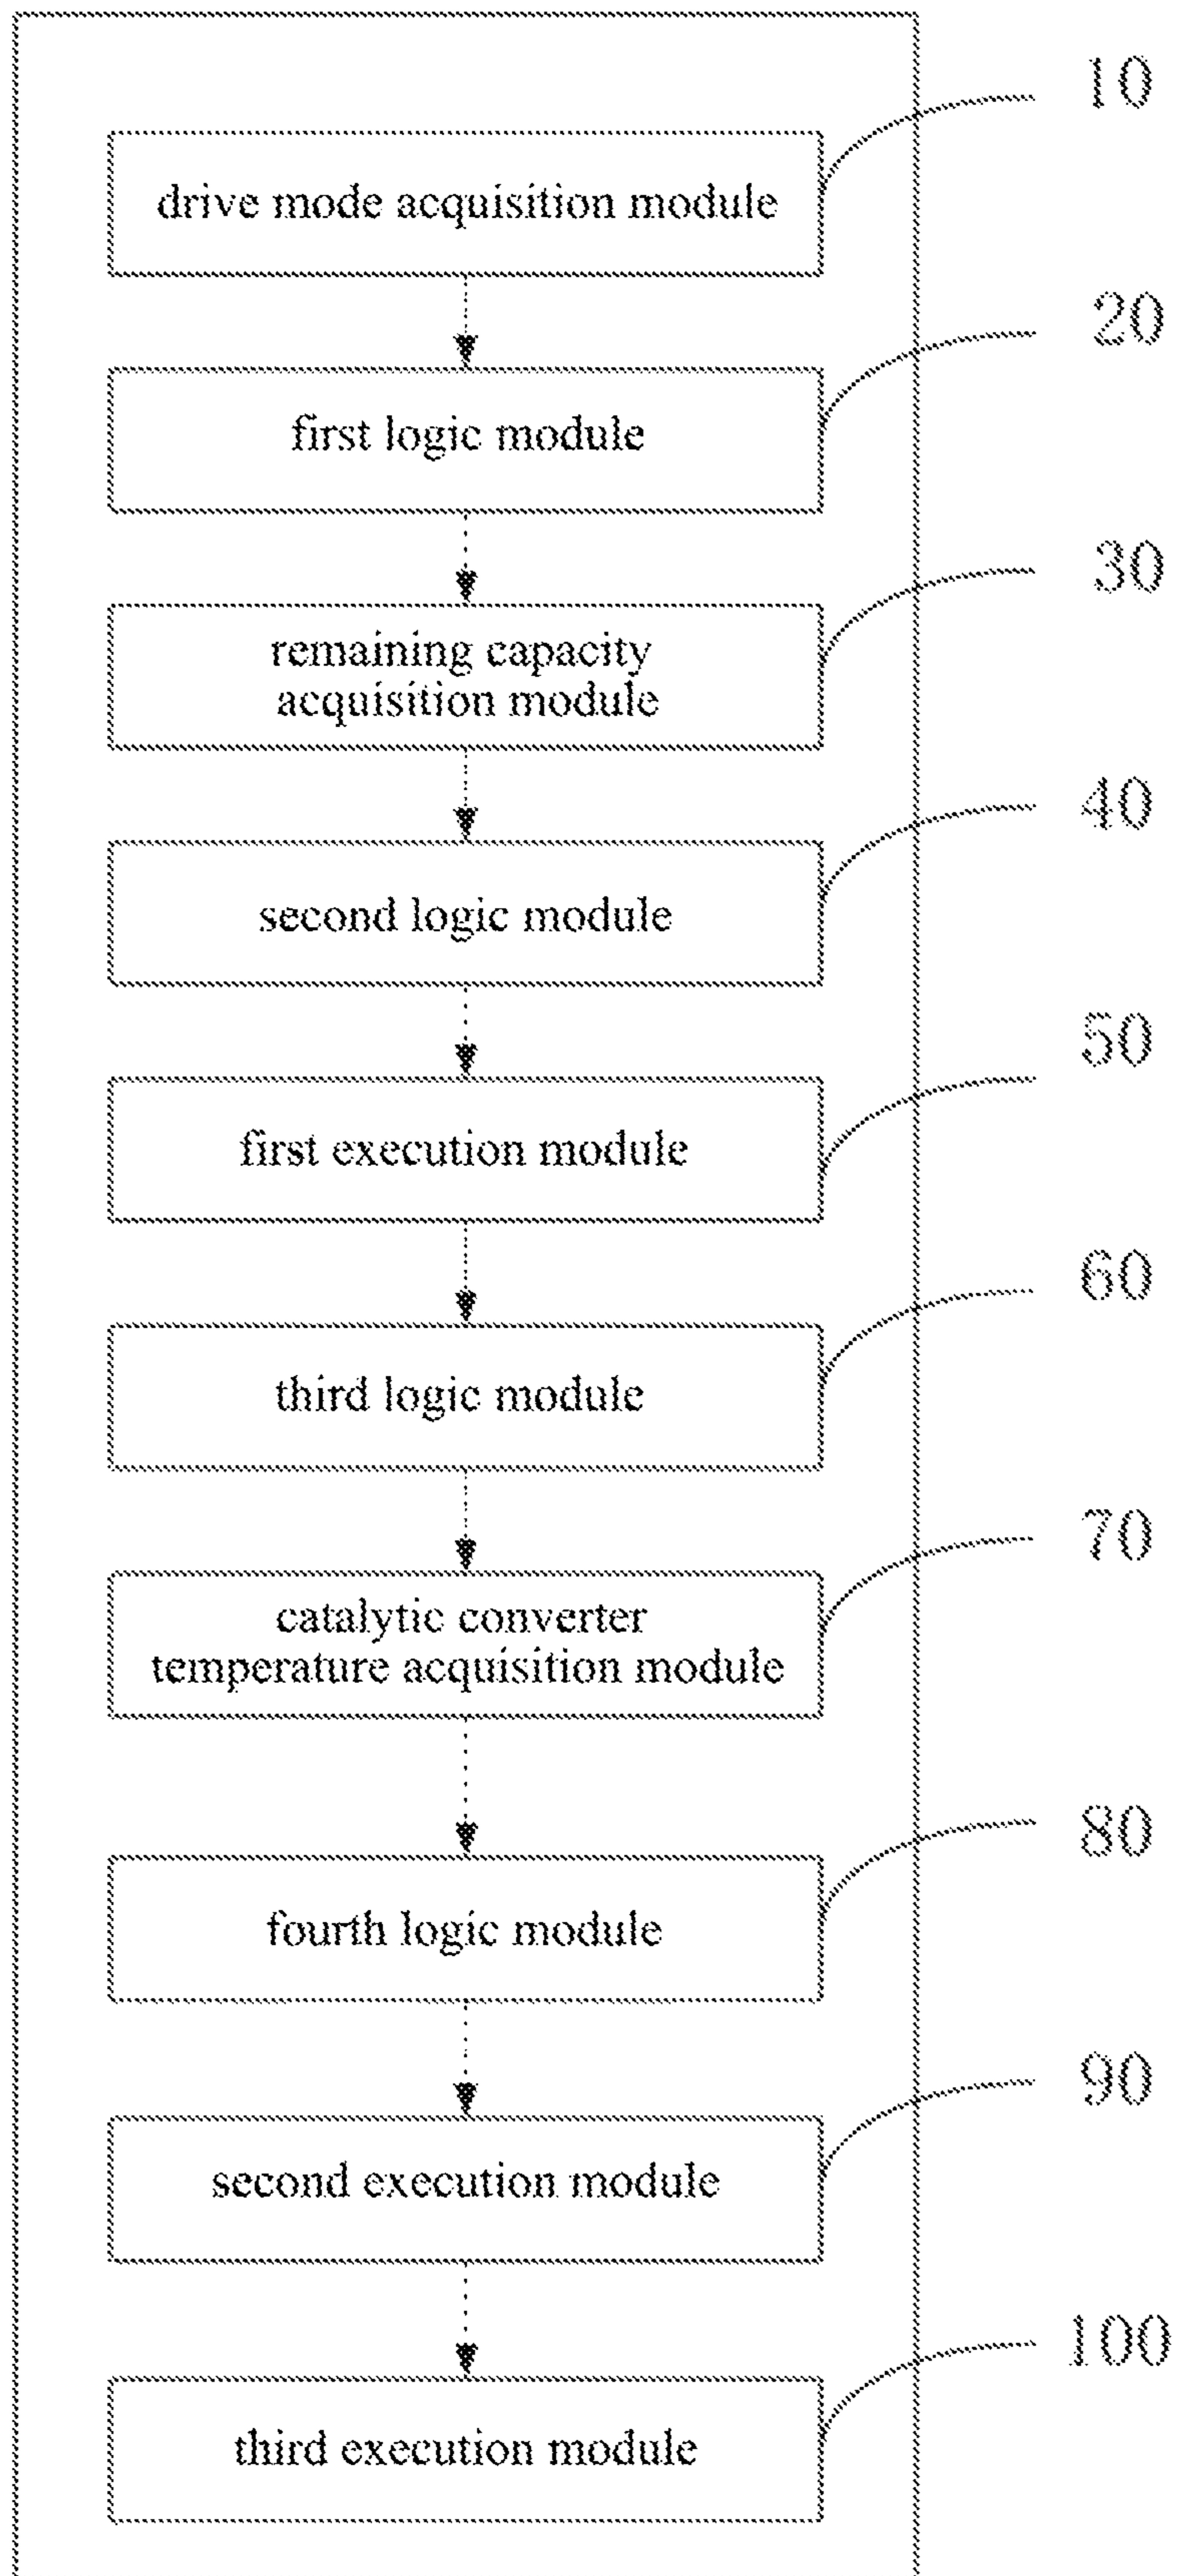 10
drive mode acquisition module
20
first logic module
30
remaining capacity
acquisition module
40
second logic module
50
first execution module
60
third logic module
70
catalytic converter
temperature acquisition module
80
fourth logic module
90
second execution module
100
third execution module